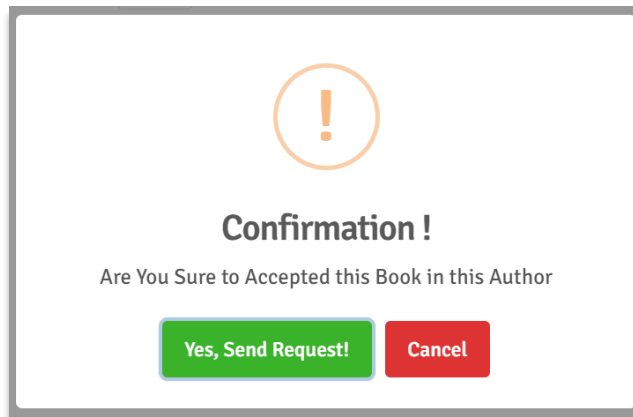 !
Confirmation !
Are You Sure to Accepted this Book in this Author
Yes, Send Request!
Cancel